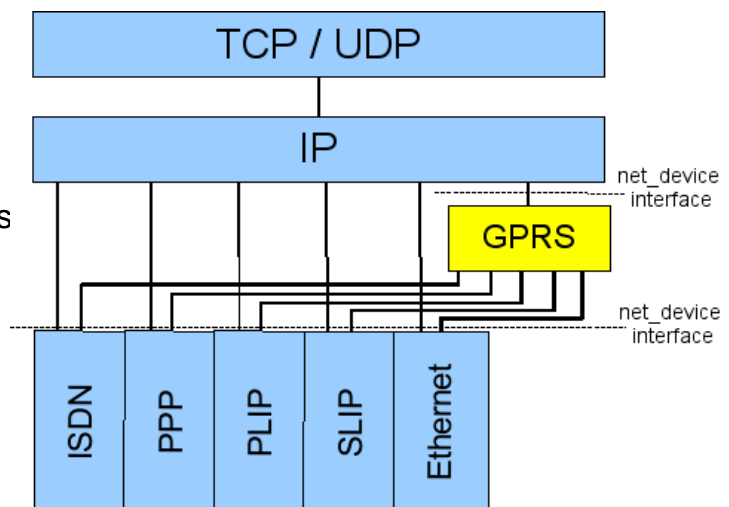 TCP / UDP
IP
net_device
interface
s
GPRS
net_device
interface
ISDN
PPP
PLIP
SLIP
Ethernet